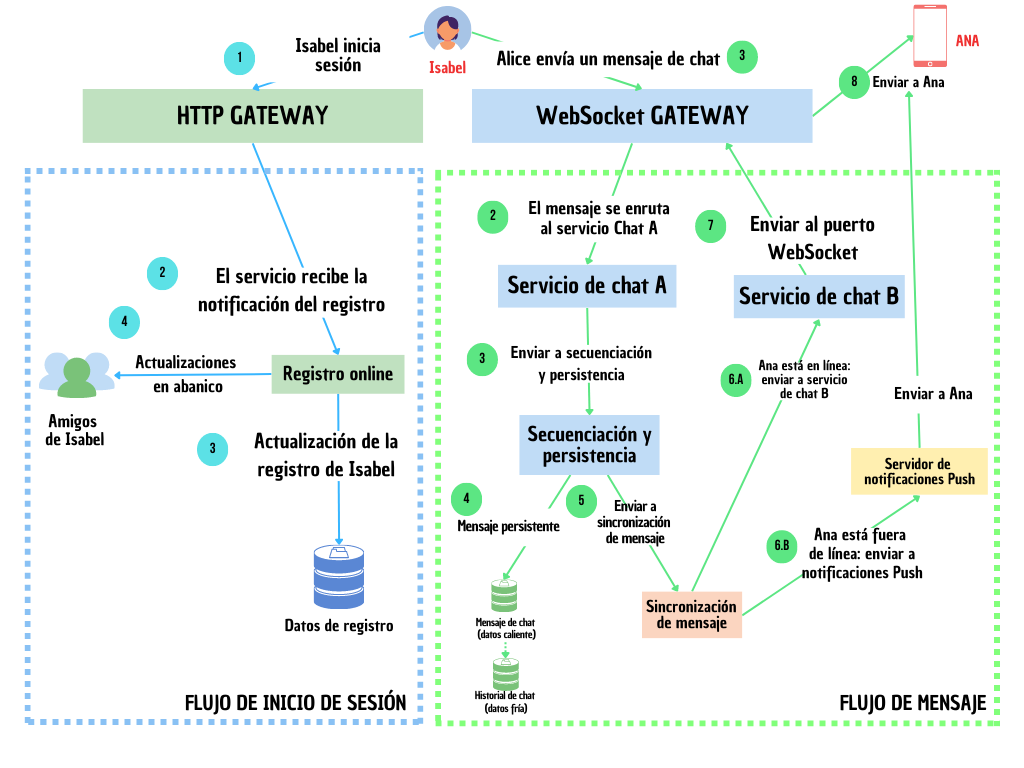 Isabel
ANA
1
Isabel inicia
sesión
Alice envía un mensaje de chat
3
8
Enviar a Ana
HTTP GATEWAY
WebSocket GATEWAY
2
El servicio recibe la
notificación del registro
4
Actualizaciones
en abanico
Registro online
Amigos
de Isabel
3
Actualización de la
registro de Isabel
Datos de registro
FLUJO DE INICIO DE SESIÓN
2
El mensaje se enruta
al servicio Chat A
7
Enviar al puerto
WebSocket
Servicio de chat A
Servicio de chat B
3
Enviar a secuenciación
y persistencia
6.A
Ana está en línea:
enviar a servicio
de chat B
Enviar a Ana
Secuenciación y
persistencia
Servidor de
notificaciones Push
4
Mensaje persistente
5
Enviar a
sincronización
de mensaje
6.B
Ana está fuera
de línea: enviar a
notificaciones Push
Sincronización
de mensaje
Mensaje de chat
(datos caliente)
Historial de chat
(datos fría)
FLUJO DE MENSAJE